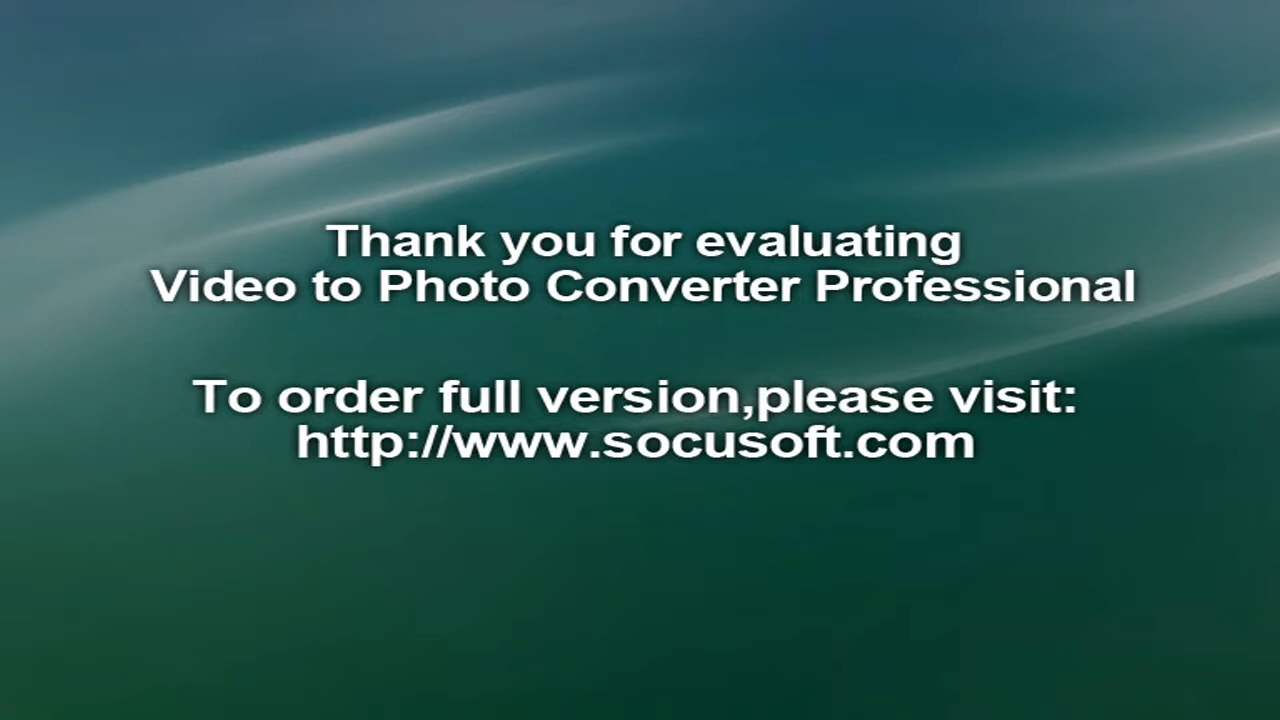 Thank you for evaluating
Video to Photo Converter Professional
To order full version,please visit:
http://www.socusoft.com